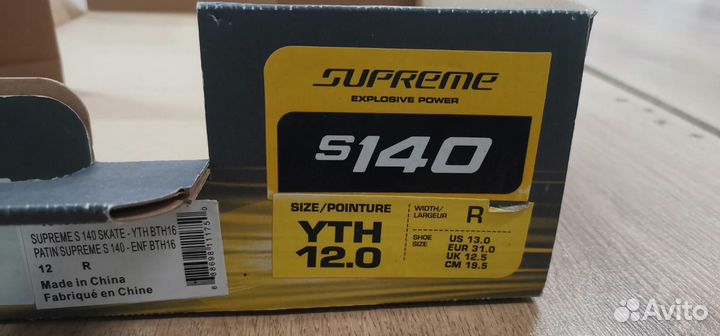 SUPREME
EXPLOSIVE POWER
S140
SIZE/POINTURE
YTH
12.0
WIDTH/
LARGEUR
R
SHOE
SIZE
US 13.0
EUR 31.0
UK 12.5
CM 19.5
SUPREME S 140 SKATE - YTH BTH16
PATIN SUPREME S 140 - ENF BTH16
12 R
Made in China
Fabriqué en Chine
Avito